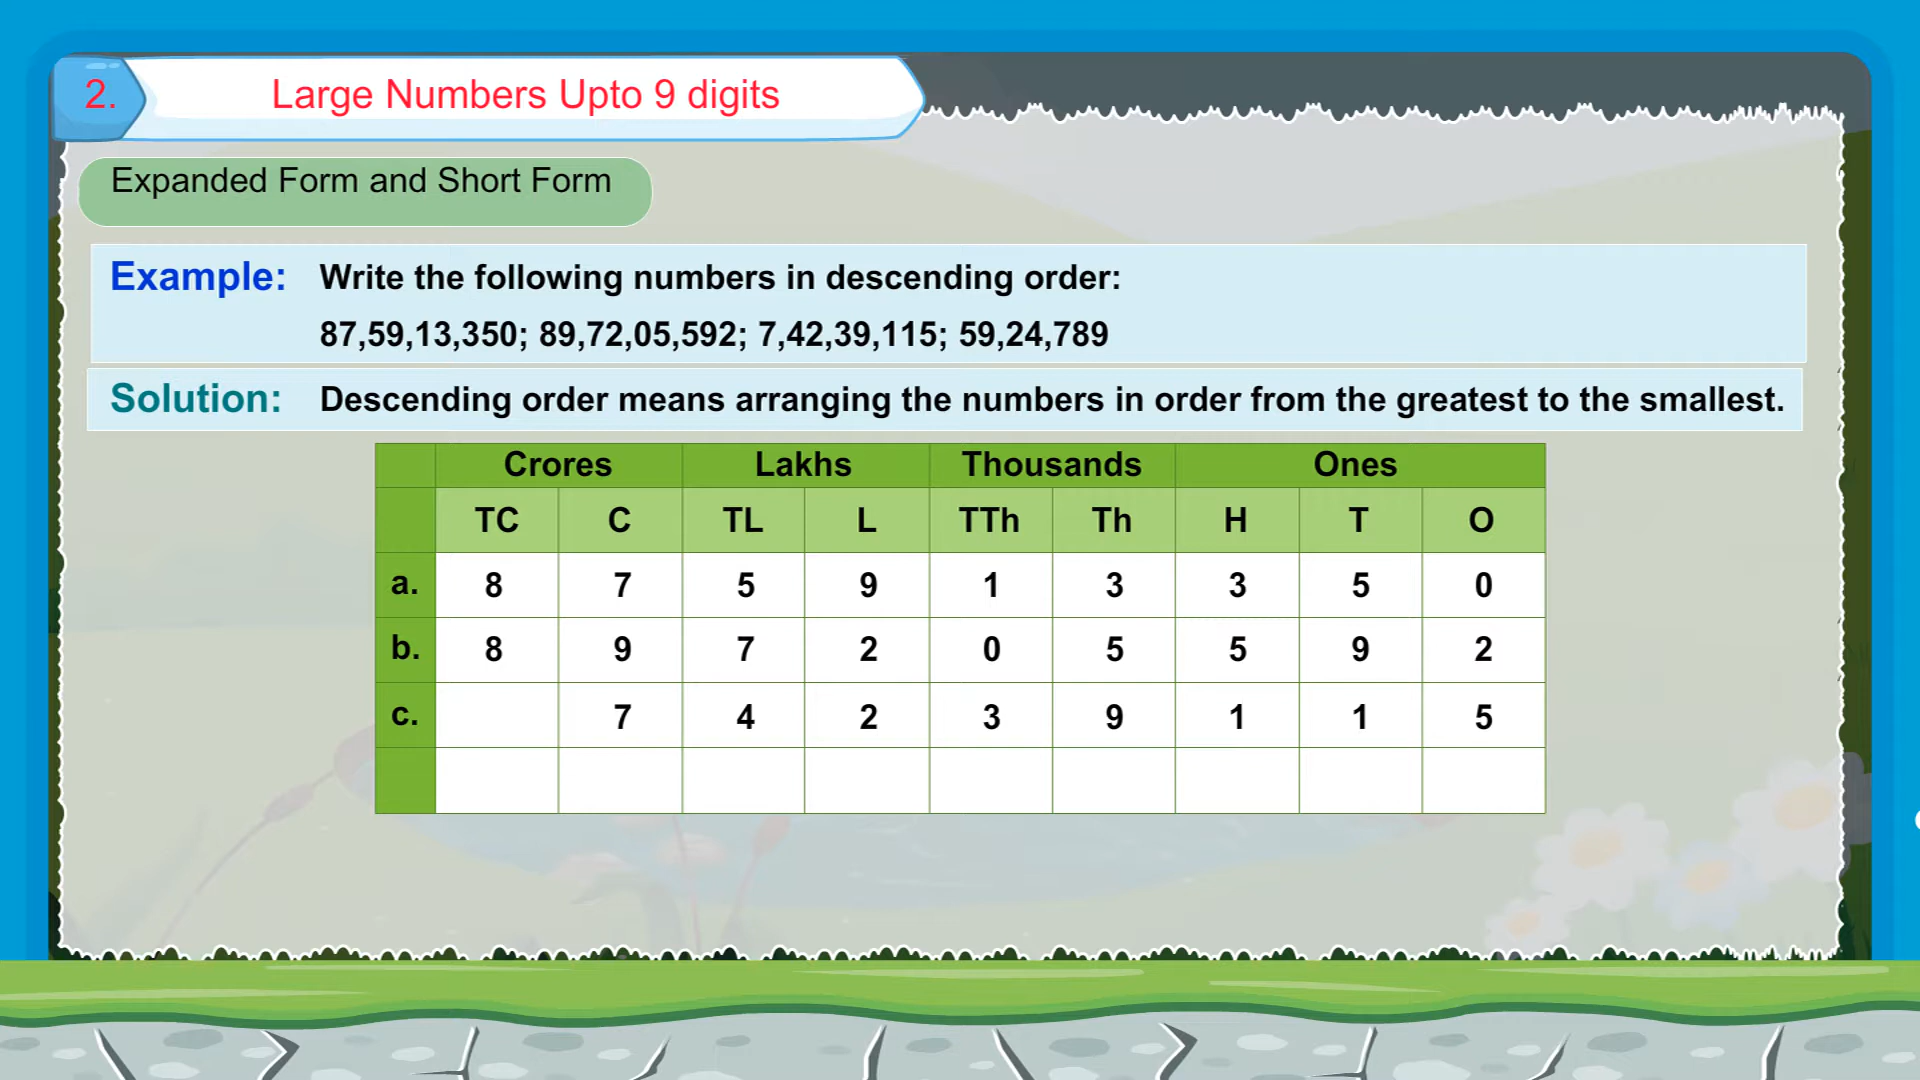 2. Large Numbers Upto 9 digits
Expanded Form and Short Form
Example: Write the following numbers in descending order:
87,59,13,350; 89,72,05,592; 7,42,39,115; 59,24,789
Solution: Descending order means arranging the numbers in order from the greatest to the smallest.
Crores Lakhs Thousands Ones
TC C TL L TTh Th H T O
a. 8 7 5 9 1 3 3 5 0
b. 8 9 7 2 0 5 5 9 2
c. 7 4 2 3 9 1 1 5